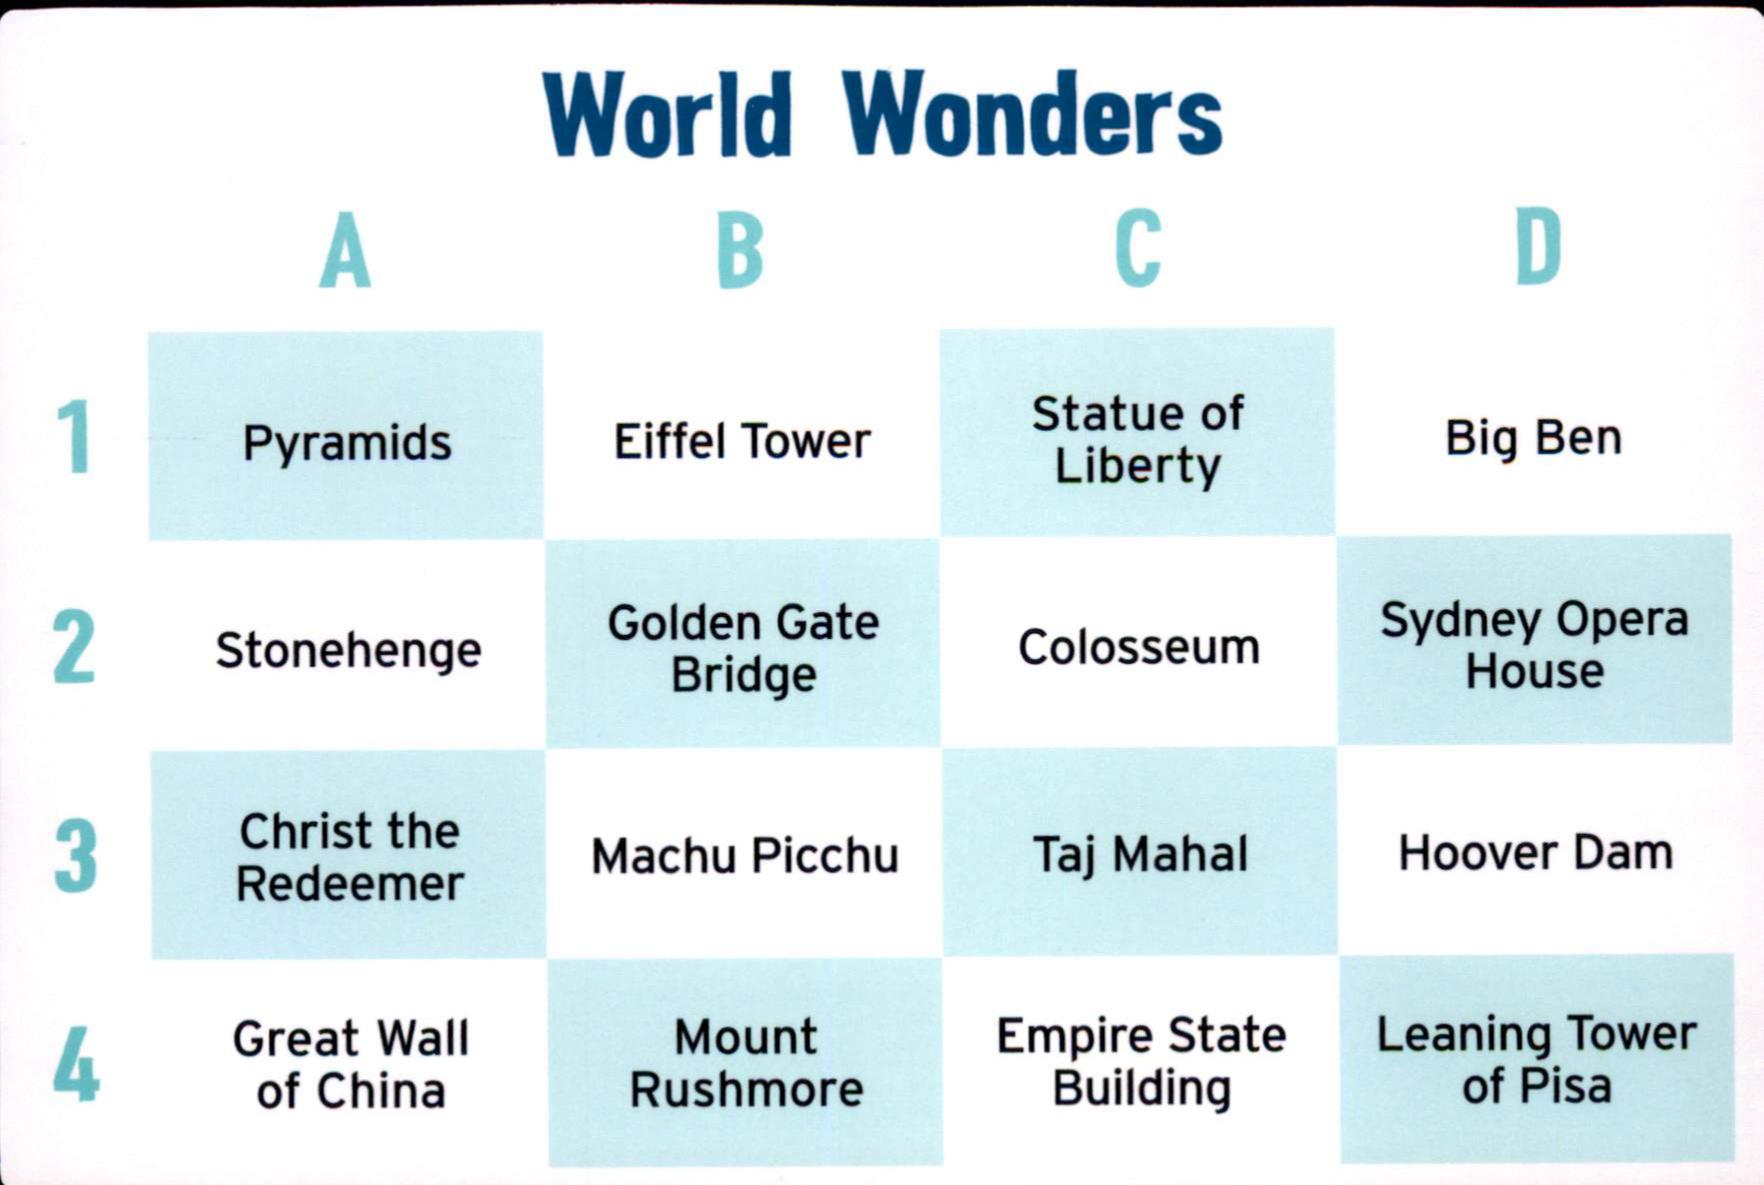 World Wonders
A B C D
1
Pyramids
Eiffel Tower
Statue of
Liberty
Big Ben
2
Stonehenge
Golden Gate
Bridge
Colosseum
Sydney Opera
House
3
Christ the
Redeemer
Machu Picchu
Taj Mahal
Hoover Dam
4
Great Wall
of China
Mount
Rushmore
Empire State
Building
Leaning Tower
of Pisa